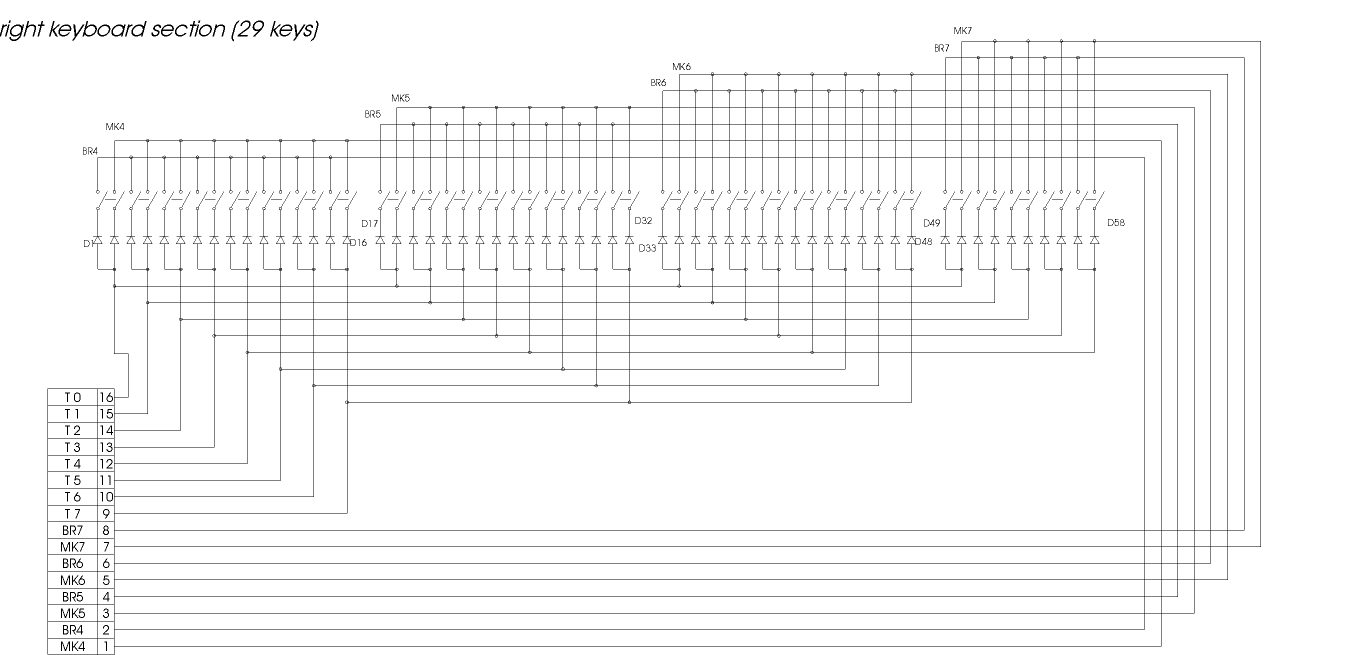 right keyboard section (29 keys)
MK7
BR7
MK6
BR6
MK5
BR5
MK4
BR4
D1
D16
D17
D32
D33
D48
D49
D58
T 0 16
T 1 15
T 2 14
T 3 13
T 4 12
T 5 11
T 6 10
T 7 9
BR7 8
MK7 7
BR6 6
MK6 5
BR5 4
MK5 3
BR4 2
MK4 1